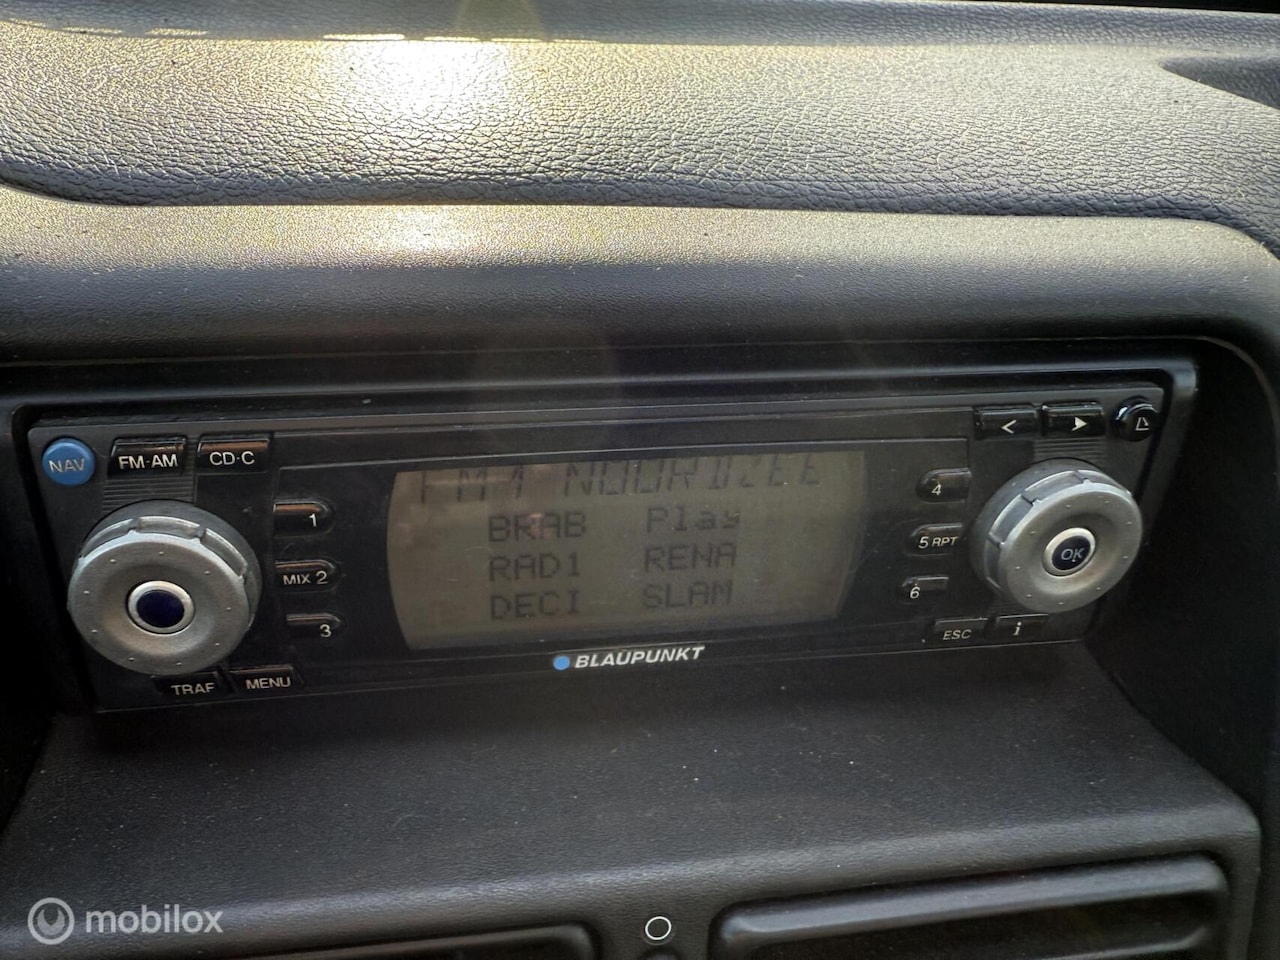 NAV FM·AM CD·C
FM1 NOORDZEE
1 BRAB Play 4
MIX 2 RAD1 RENA 5 RPT
3 DECI SLAM 6
OK
ESC i
TRAF MENU
BLAUPUNKT
mobilox